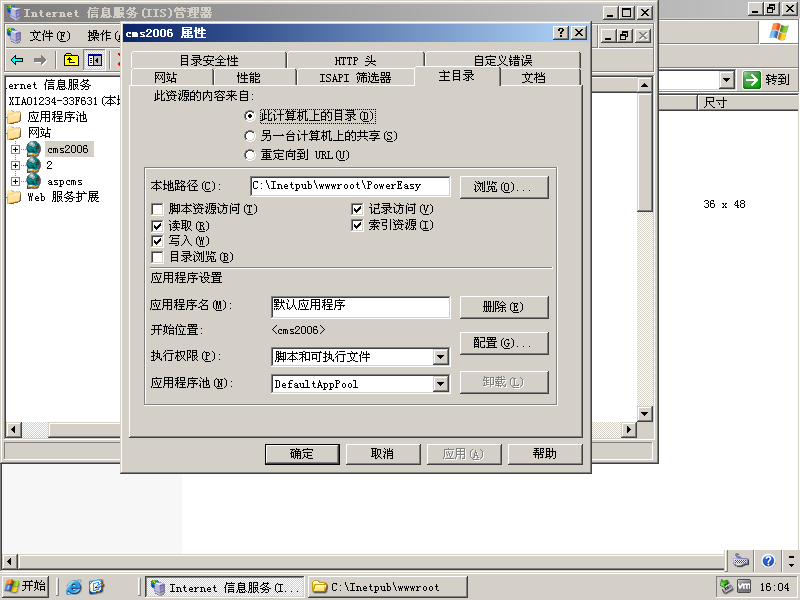 Internet 信息服务(IIS)管理器
文件(F) 操作(
cms2006 属性
转到
尺寸
36 x 48
ernet 信息服务
XIAO1234-33F631(本
应用程序池
网站
cms2006
2
aspcms
Web 服务扩展
目录安全性 HTTP 头 自定义错误
网站 性能 ISAPI 筛选器 主目录 文档
此资源的内容来自:
此计算机上的目录(D)
另一台计算机上的共享(S)
重定向到 URL(U)
本地路径(C): C:\Inetpub\wwwroot\PowerEasy 浏览(O)...
脚本资源访问(T) 记录访问(V)
读取(R) 索引资源(I)
写入(W)
目录浏览(B)
应用程序设置
应用程序名(M): 默认应用程序 删除(E)
开始位置: <cms2006>
配置(G)...
执行权限(P): 脚本和可执行文件
应用程序池(N): DefaultAppPool 卸载(L)
确定 取消 应用(A) 帮助
开始 Internet 信息服务(I... C:\Inetpub\wwwroot 16:04